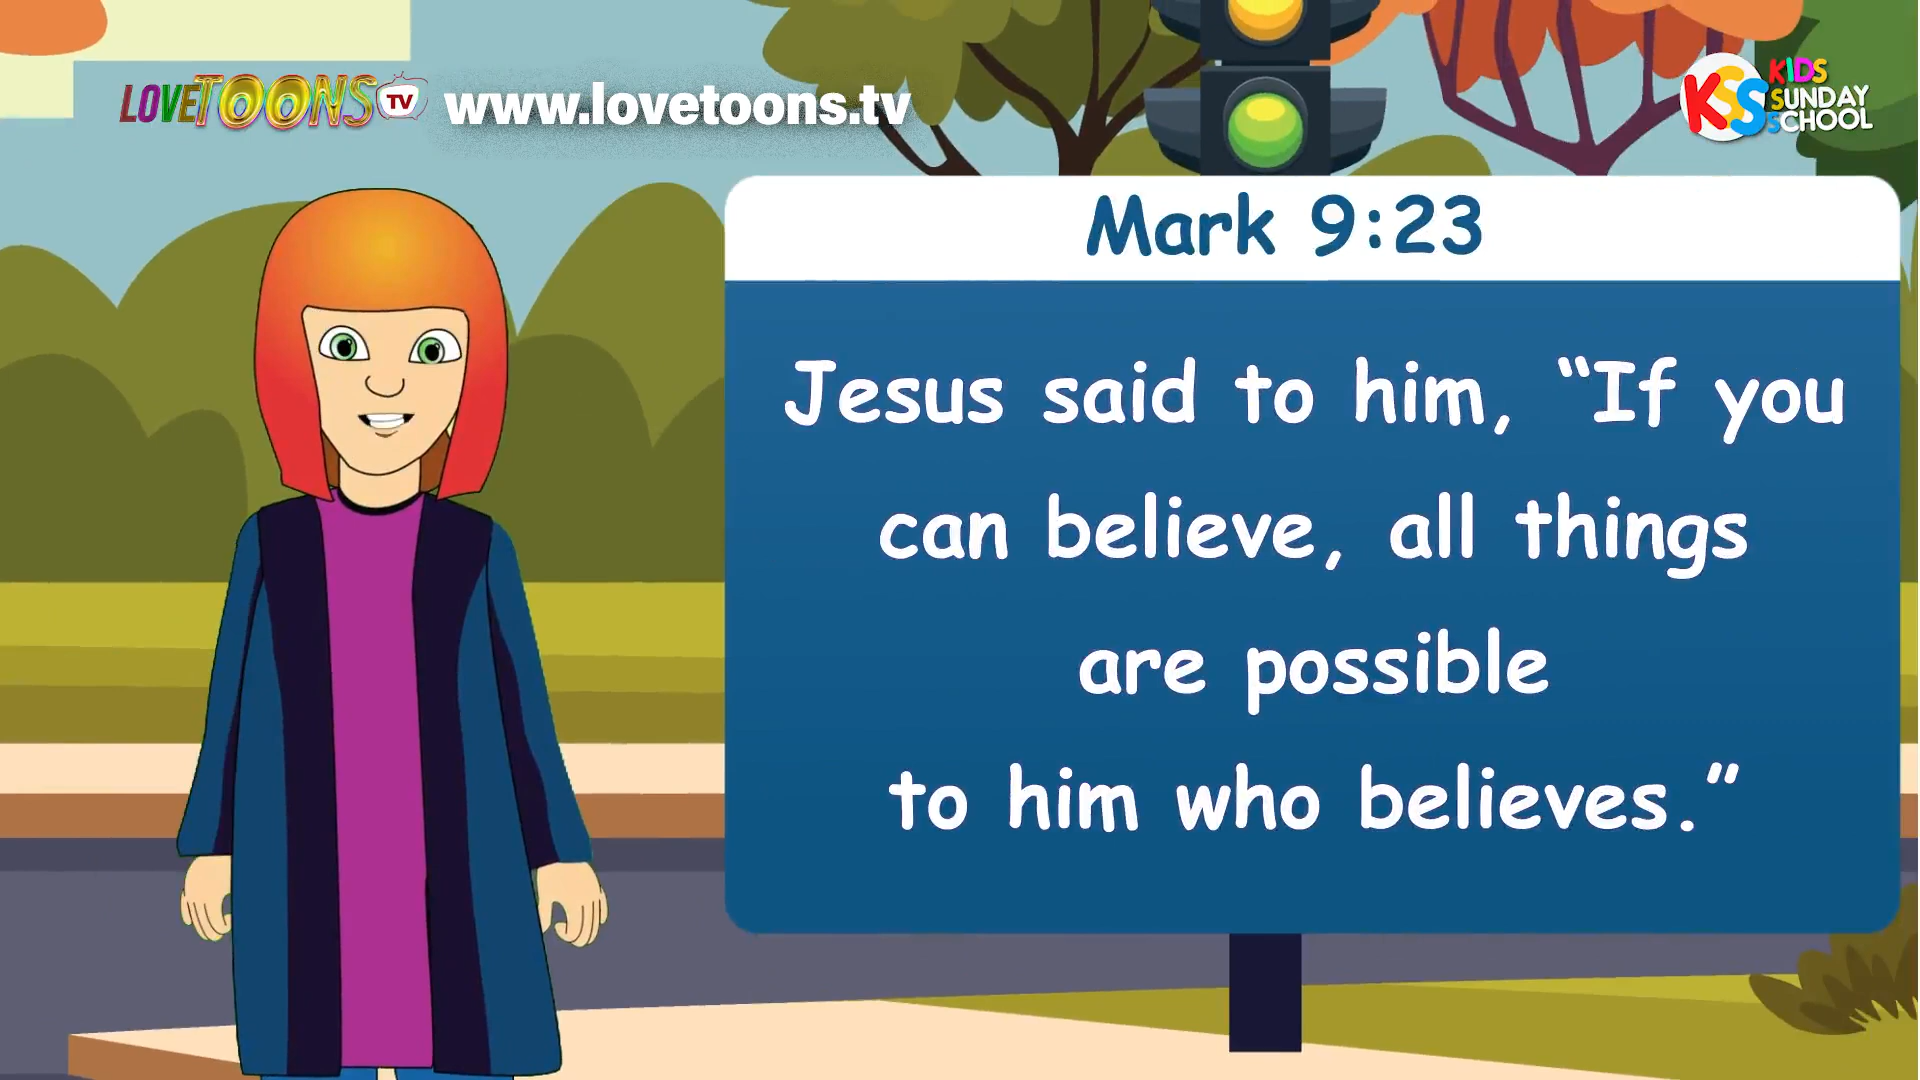 LOVETOONS TV www.lovetoons.tv
KSS KIDS SUNDAY SCHOOL
Mark 9:23
Jesus said to him, “If you
can believe, all things
are possible
to him who believes.”